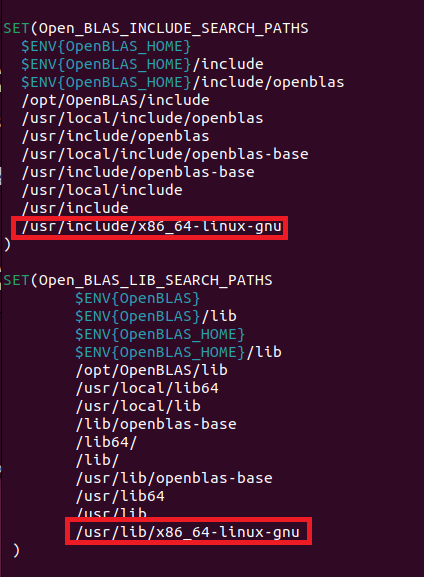 SET(Open_BLAS_INCLUDE_SEARCH_PATHS
$ENV{OpenBLAS_HOME}
$ENV{OpenBLAS_HOME}/include
$ENV{OpenBLAS_HOME}/include/openblas
/opt/OpenBLAS/include
/usr/local/include/openblas
/usr/include/openblas
/usr/local/include/openblas-base
/usr/include/openblas-base
/usr/local/include
/usr/include
/usr/include/x86_64-linux-gnu
)
SET(Open_BLAS_LIB_SEARCH_PATHS
$ENV{OpenBLAS}
$ENV{OpenBLAS}/lib
$ENV{OpenBLAS_HOME}
$ENV{OpenBLAS_HOME}/lib
/opt/OpenBLAS/lib
/usr/local/lib64
/usr/local/lib
/lib/openblas-base
/lib64/
/lib/
/usr/lib/openblas-base
/usr/lib64
/usr/lib
/usr/lib/x86_64-linux-gnu
)